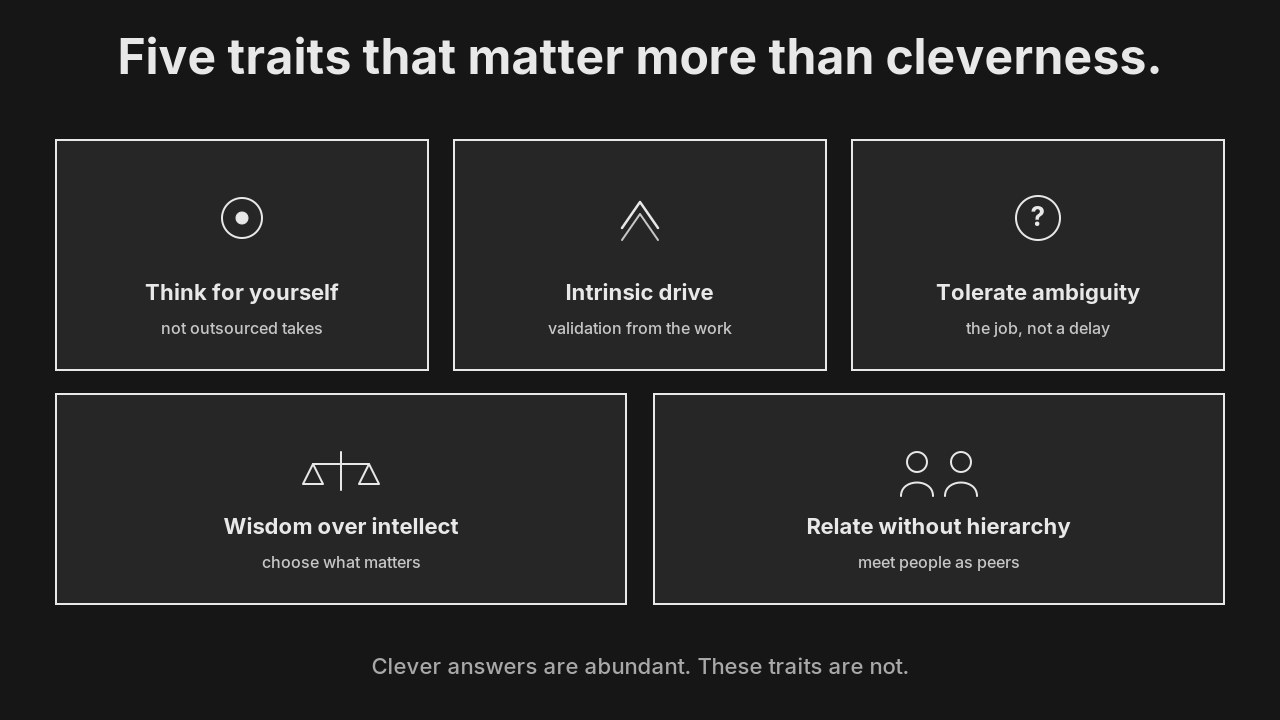 Five traits that matter more than cleverness.
?
Think for yourself
not outsourced takes
Intrinsic drive
validation from the work
Tolerate ambiguity
the job, not a delay
Wisdom over intellect
choose what matters
Relate without hierarchy
meet people as peers
Clever answers are abundant. These traits are not.